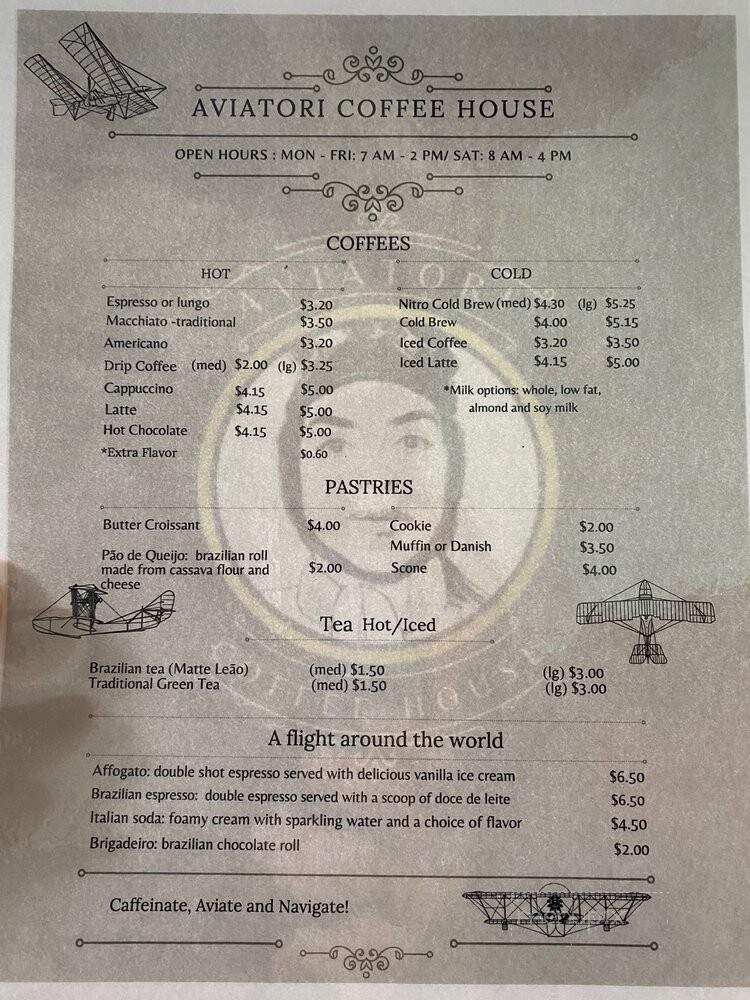 AVIATORI COFFEE HOUSE
OPEN HOURS : MON - FRI: 7 AM - 2 PM/ SAT: 8 AM - 4 PM
COFFEES
HOT
Espresso or lungo $3.20
Macchiato -traditional $3.50
Americano $3.20
Drip Coffee (med) $2.00 (lg) $3.25
Cappuccino $4.15 $5.00
Latte $4.15 $5.00
Hot Chocolate $4.15 $5.00
*Extra Flavor $0.60
COLD
Nitro Cold Brew (med) $4.30 (lg) $5.25
Cold Brew $4.00 $5.15
Iced Coffee $3.20 $3.50
Iced Latte $4.15 $5.00
*Milk options: whole, low fat,
almond and soy milk
PASTRIES
Butter Croissant $4.00
Pão de Queijo: brazilian roll
made from cassava flour and $2.00
cheese
Cookie $2.00
Muffin or Danish $3.50
Scone $4.00
Tea Hot/Iced
Brazilian tea (Matte Leão) (med) $1.50 (lg) $3.00
Traditional Green Tea (med) $1.50 (lg) $3.00
A flight around the world
Affogato: double shot espresso served with delicious vanilla ice cream $6.50
Brazilian espresso: double espresso served with a scoop of doce de leite $6.50
Italian soda: foamy cream with sparkling water and a choice of flavor $4.50
Brigadeiro: brazilian chocolate roll $2.00
Caffeinate, Aviate and Navigate!
AVIATORI
COFFEE HOUSE